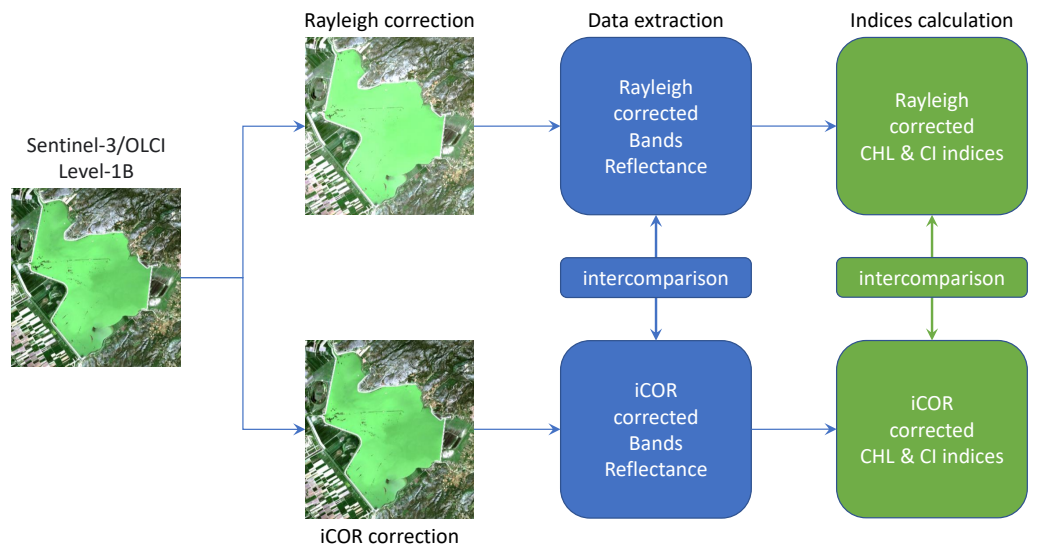 Rayleigh correction
Data extraction
Indices calculation
Sentinel-3/OLCI
Level-1B
Rayleigh
corrected
Bands
Reflectance
Rayleigh
corrected
CHL & CI indices
intercomparison
intercomparison
iCOR
corrected
Bands
Reflectance
iCOR
corrected
CHL & CI indices
iCOR correction